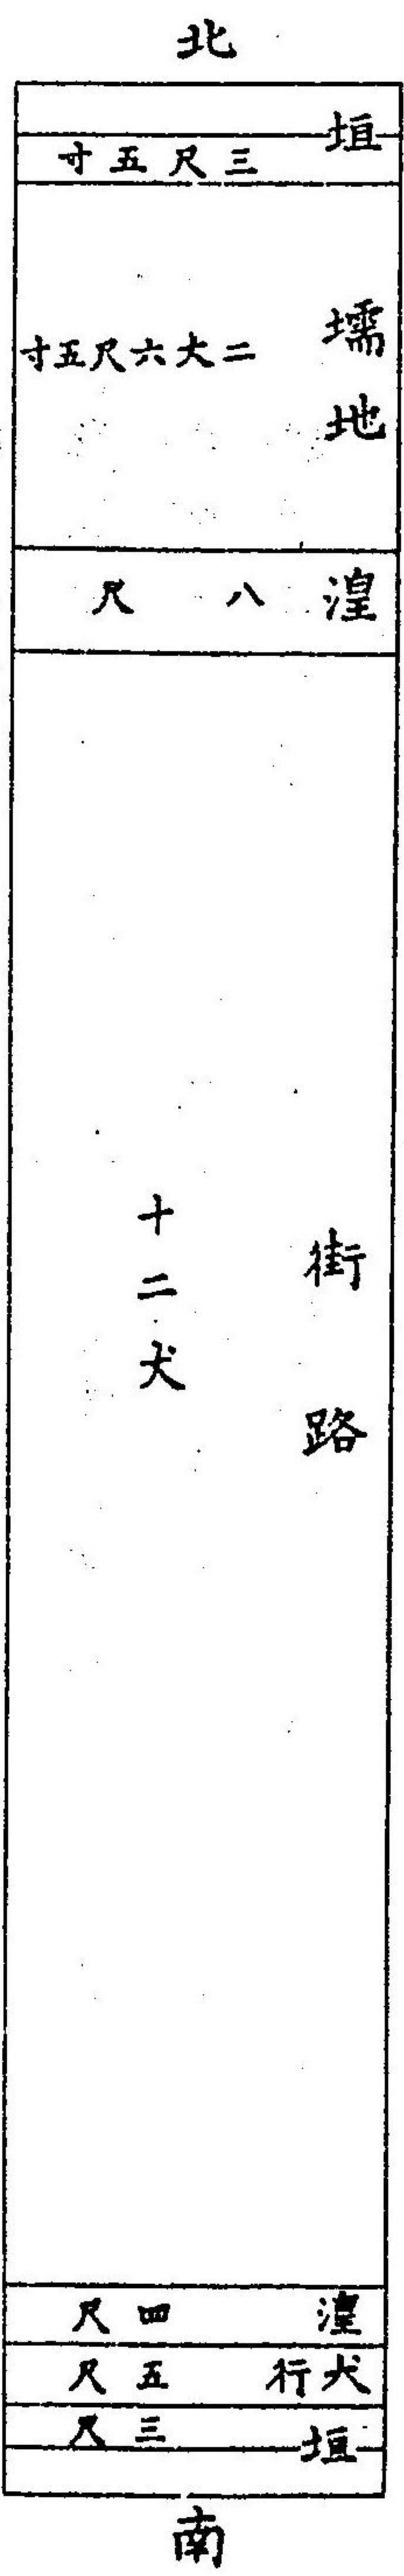 北
垣
三尺五寸
壖地
二丈六尺五寸
湟
八尺
街路
十二丈
湟
四尺
犬行
五尺
垣
三尺
南